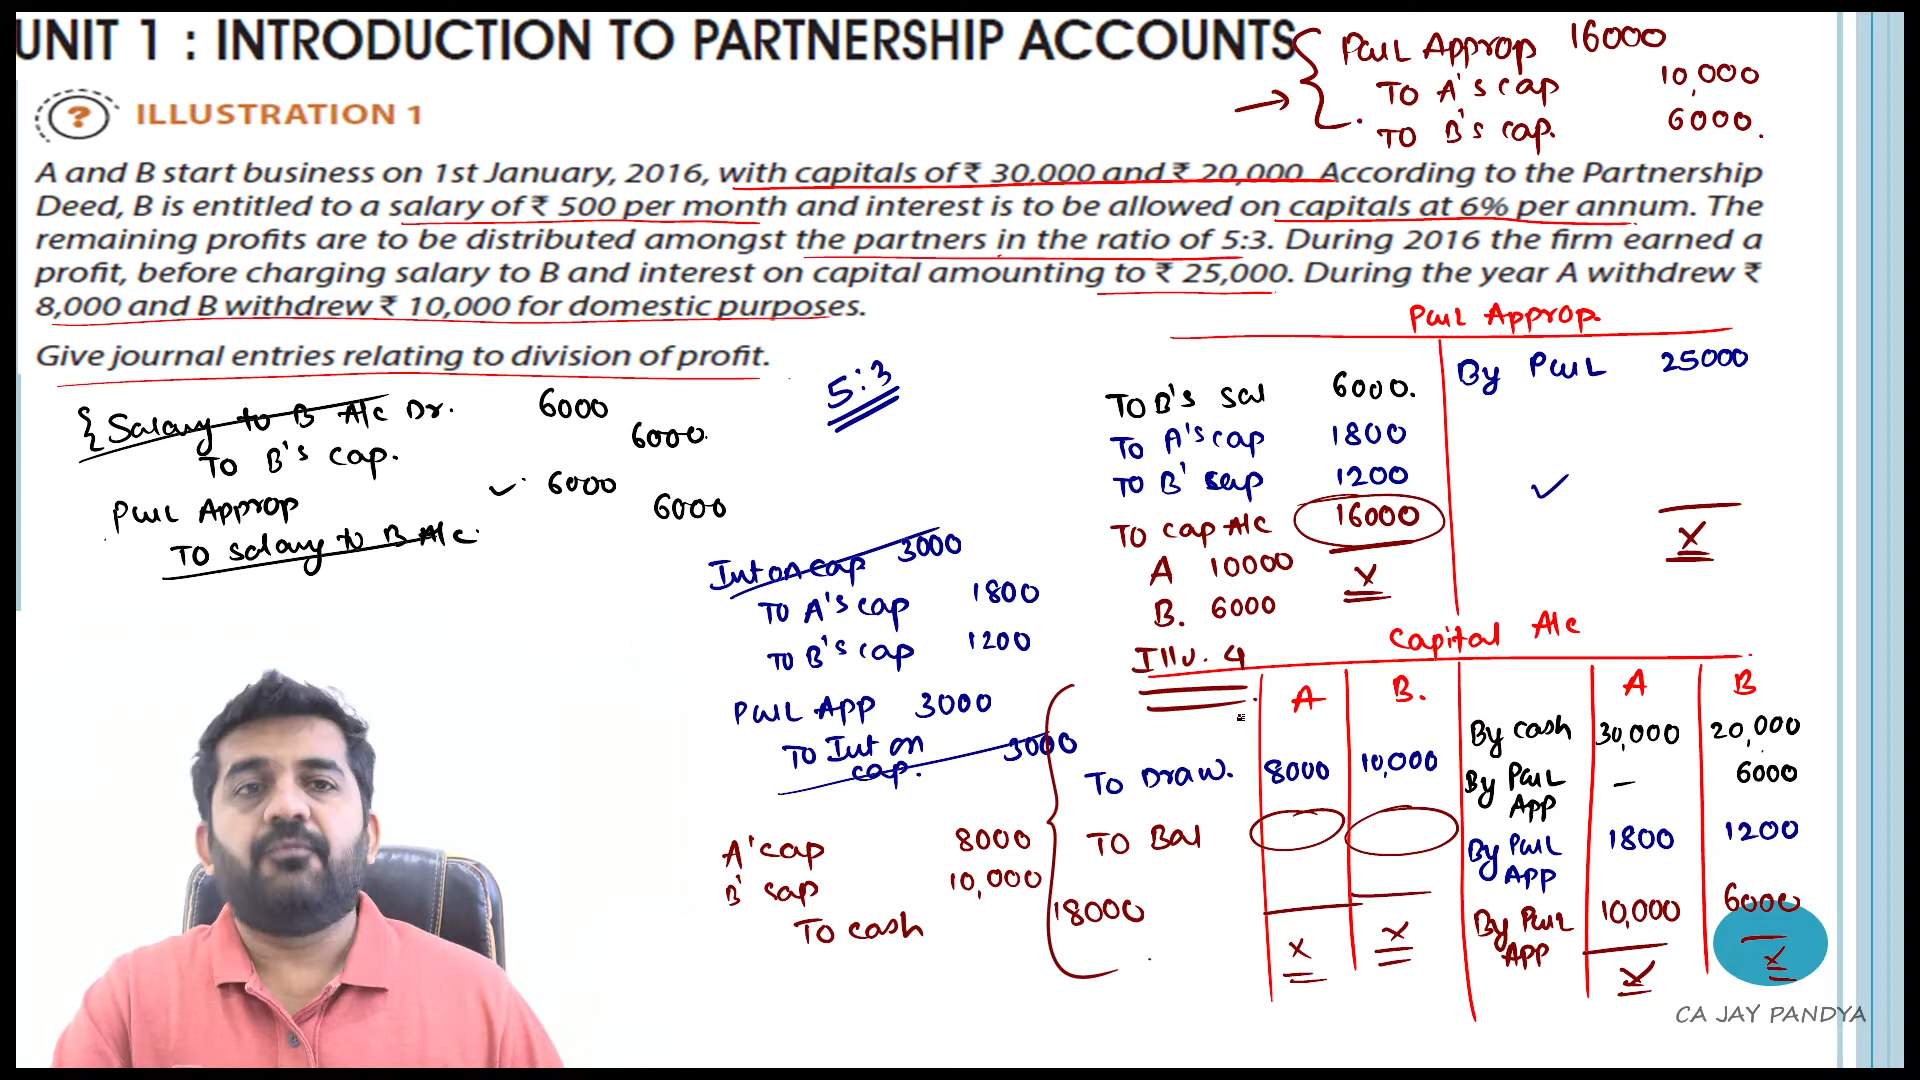 UNIT 1 : INTRODUCTION TO PARTNERSHIP ACCOUNTS
P&L Approp 16000
To A's cap 10,000
To B's cap. 6000.
? ILLUSTRATION 1
A and B start business on 1st January, 2016, with capitals of ₹ 30,000 and ₹ 20,000. According to the Partnership
Deed, B is entitled to a salary of ₹ 500 per month and interest is to be allowed on capitals at 6% per annum. The
remaining profits are to be distributed amongst the partners in the ratio of 5:3. During 2016 the firm earned a
profit, before charging salary to B and interest on capital amounting to ₹ 25,000. During the year A withdrew ₹
8,000 and B withdrew ₹ 10,000 for domestic purposes.
Give journal entries relating to division of profit.
Salary to B A/c Dr. 6000
To B's cap. 6000.
P&L Approp 6000
To salary to B A/c. 6000
5:3
Int on cap 3000
To A's cap 1800
To B's cap 1200
P&L App 3000
To Int on cap. 3000
A' cap 8000
B' cap 10,000
To cash 18000
P&L Approp.
To B's sal 6000. By P&L 25000
To A's cap 1800
To B' cap 1200
To cap A/c 16000
A 10000 x x
B. 6000
Illu. 4
Capital A/c
A B. A B
By cash 30,000 20,000
To Draw. 8000 10,000 By P&L App — 6000
To Bal By P&L App 1800 1200
By P&L App 10,000 6000
x x x x
CA JAY PANDYA